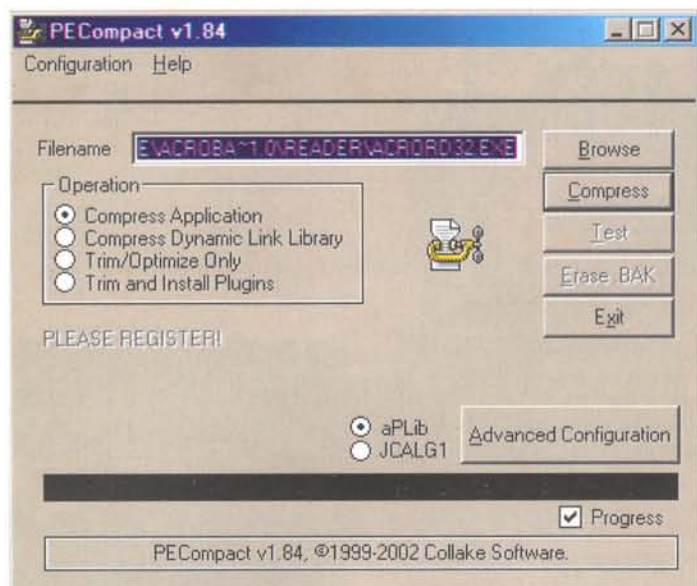 PECompact v1.84
Configuration Help
Filename E\ACROBA~1.0\READER\ACRORD32.EXE Browse
Operation
Compress Application
Compress Dynamic Link Library
Trim/Optimize Only
Trim and Install Plugins
Compress
Test
Erase .BAK
Exit
PLEASE REGISTER!
aPLib
JCALG1
Advanced Configuration
Progress
PECompact v1.84, ©1999-2002 Collake Software.